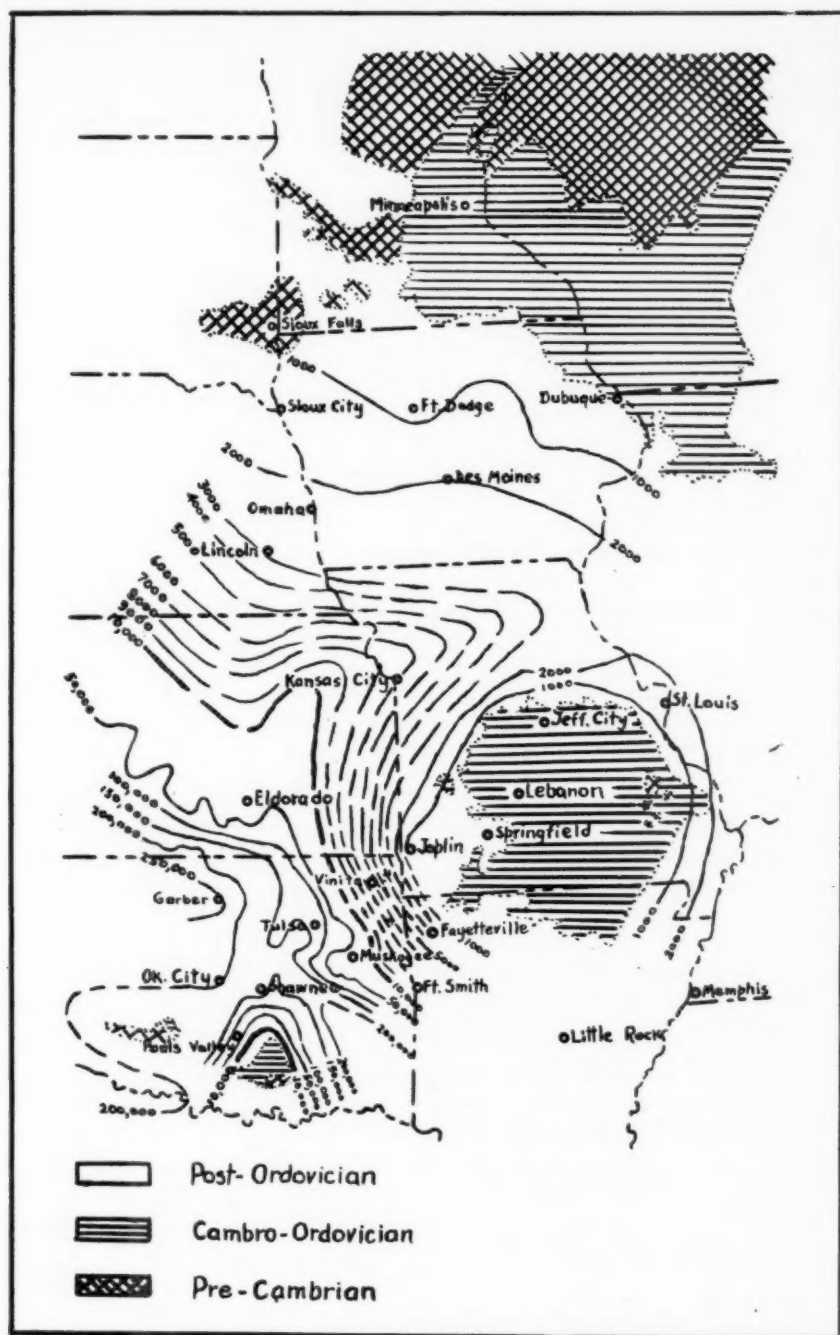 Minneapolis
Sioux Falls
1000
Sioux City
Ft. Dodge
Dubuque
2000
Des Moines
1000
3000
4000
Omaha
2000
500
Lincoln
6000
7000
8000
9000
Kansas City
2000
1000
St. Louis
Jeff. City
50,000
100,000
150,000
200,000
Eldorado
Lebanon
Joplin
Springfield
250,000
Vinita
Garber
Tulsa
Fayetteville
1000
1000
2000
Muskogee
Ok. City
Shawnee
Ft. Smith
Memphis
Pauls Valley
Little Rock
200,000
200,000
Post-Ordovician
Cambro-Ordovician
Pre-Cambrian